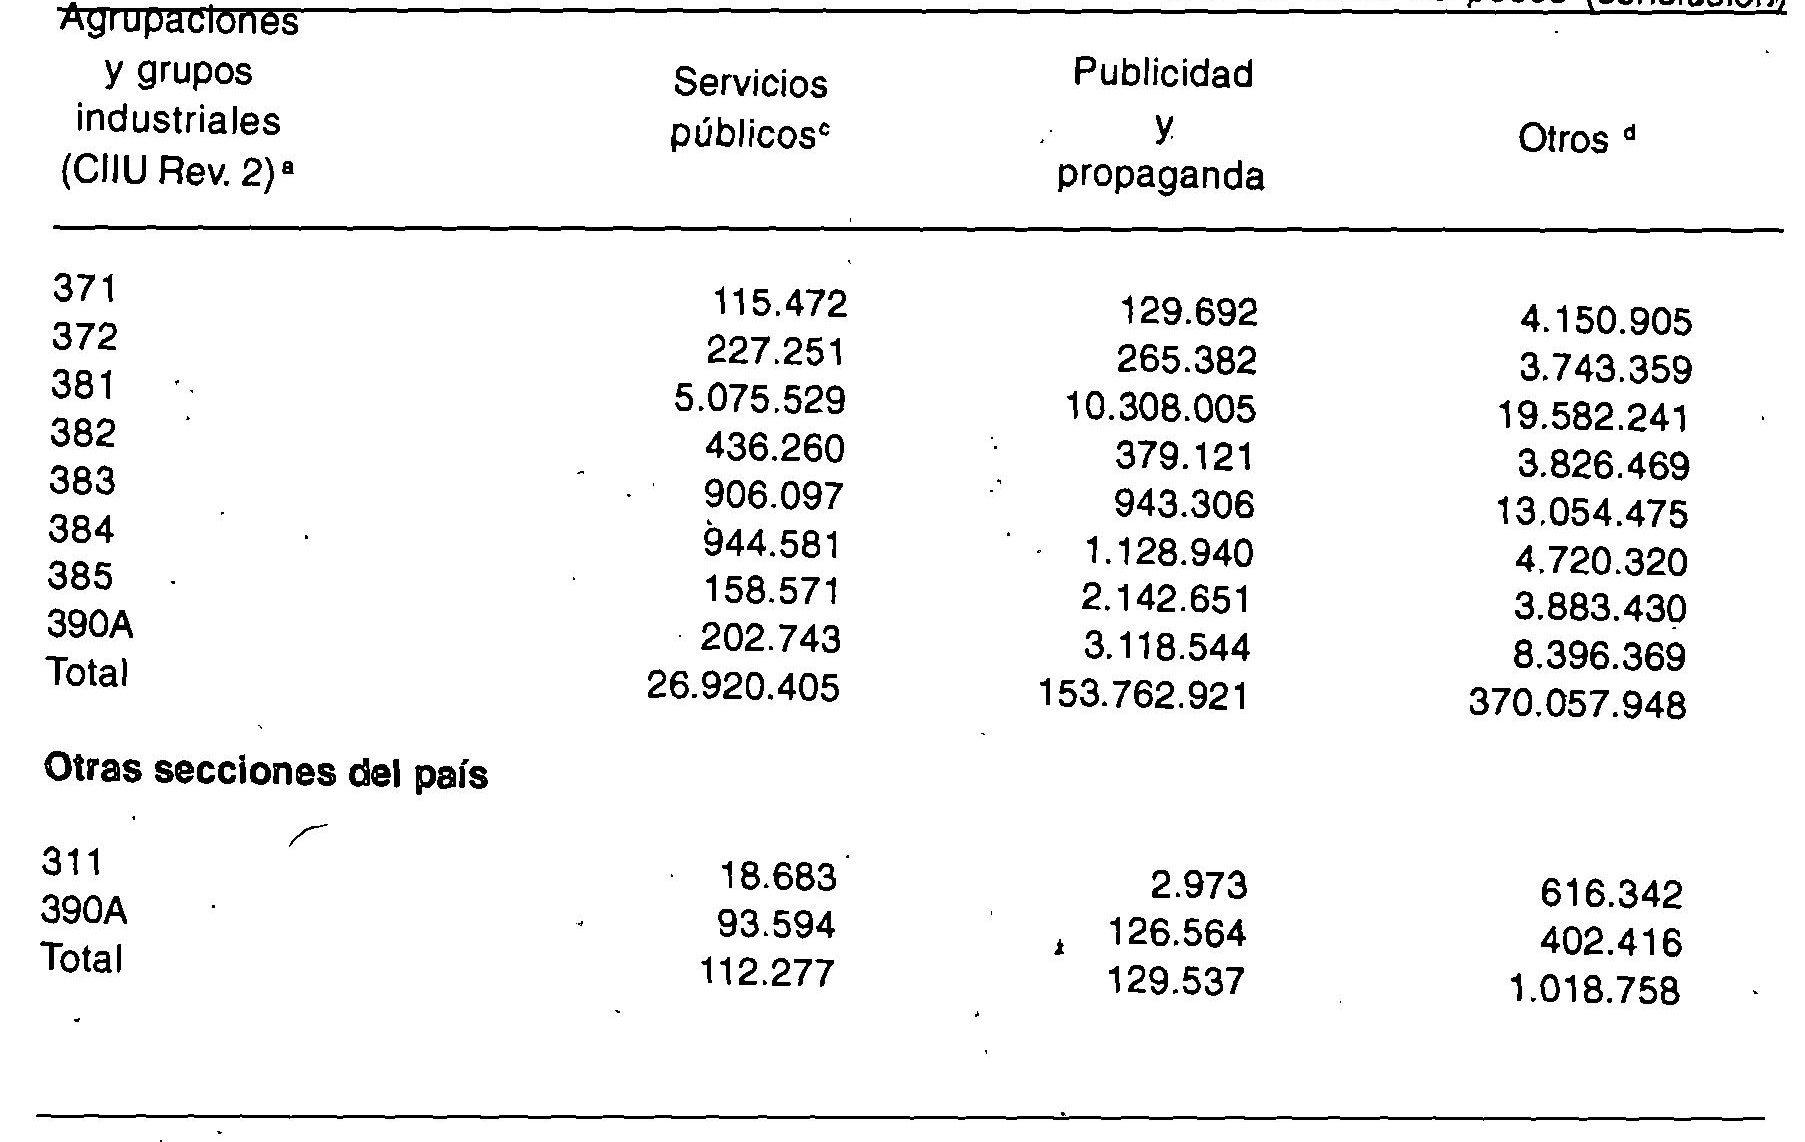 pesos (conclusión)
Agrupaciones
y grupos
industriales
(CIIU Rev. 2) a
Servicios
públicos c
Publicidad
y
propaganda
Otros d
371 115.472 129.692 4.150.905
372 227.251 265.382 3.743.359
381 5.075.529 10.308.005 19.582.241
382 436.260 379.121 3.826.469
383 906.097 943.306 13.054.475
384 944.581 1.128.940 4.720.320
385 158.571 2.142.651 3.883.430
390A 202.743 3.118.544 8.396.369
Total 26.920.405 153.762.921 370.057.948
Otras secciones del país
311 18.683 2.973 616.342
390A 93.594 126.564 402.416
Total 112.277 129.537 1.018.758